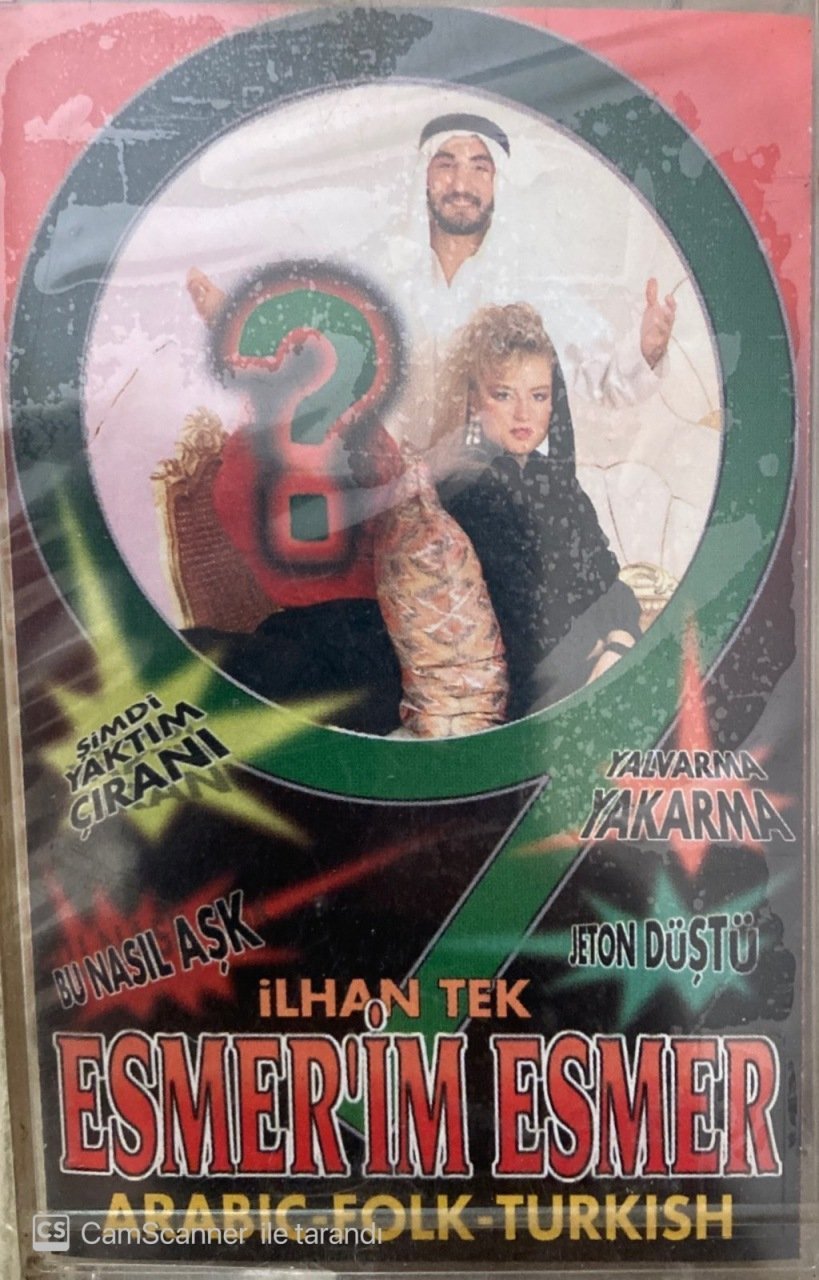 ?
ŞİMDİ
YAKTIM
ÇIRANI
YALVARMA
YAKARMA
BU NASIL AŞK
JETON DÜŞTÜ
İLHAN TEK
ESMER'İM ESMER
ARABIC-FOLK-TURKISH
CS CamScanner ile tarandı